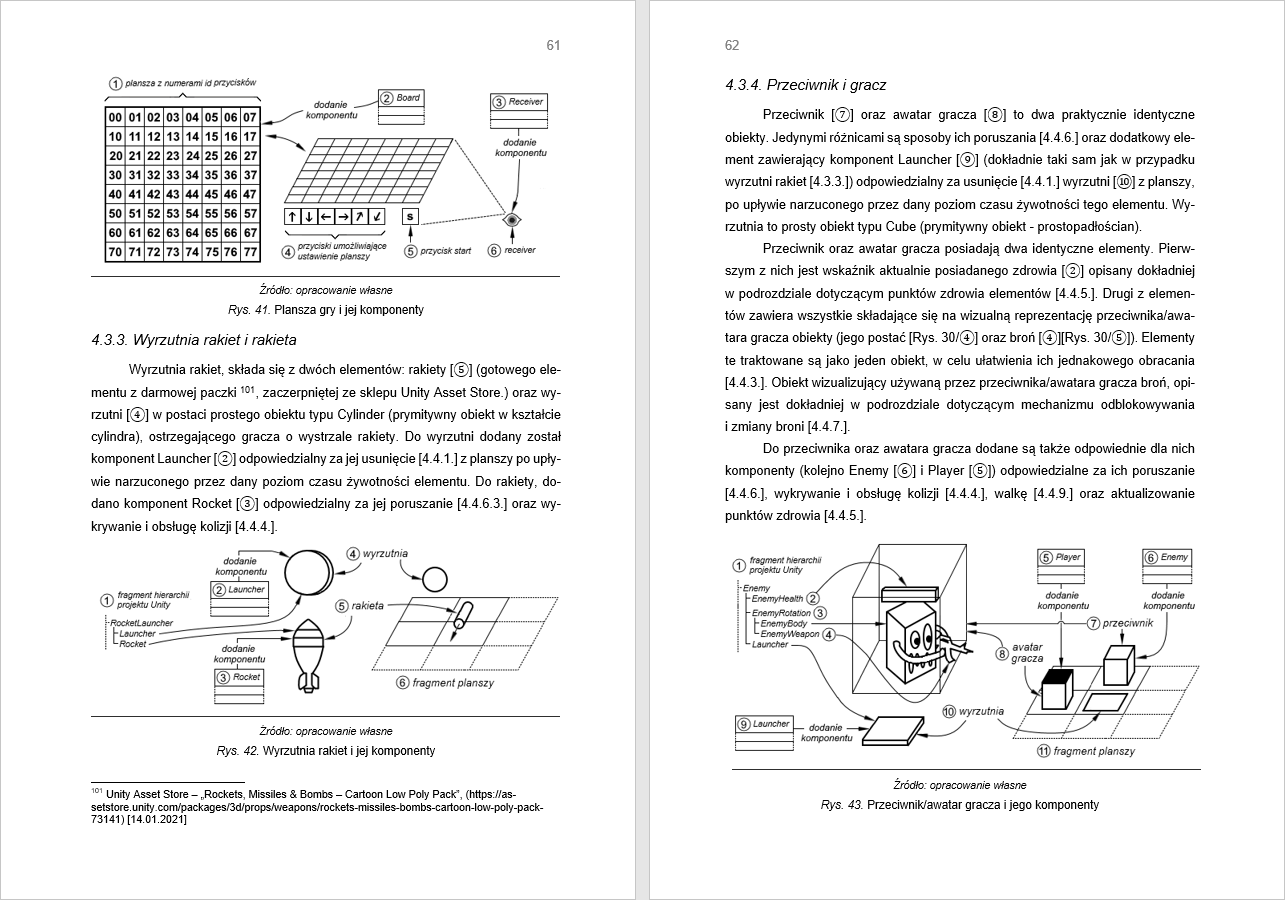 61
① plansza z numerami id przycisków
dodanie
komponentu
② Board
③ Receiver
dodanie
komponentu
00 01 02 03 04 05 06 07
10 11 12 13 14 15 16 17
20 21 22 23 24 25 26 27
30 31 32 33 34 35 36 37
40 41 42 43 44 45 46 47
50 51 52 53 54 55 56 57
60 61 62 63 64 65 66 67
70 71 72 73 74 75 76 77
↑ ↓ ← → ↗ ↙ s
④ przyciski umożliwiające
ustawienie planszy
⑤ przycisk start
⑥ receiver
Źródło: opracowanie własne
Rys. 41. Plansza gry i jej komponenty
4.3.3. Wyrzutnia rakiet i rakieta
Wyrzutnia rakiet, składa się z dwóch elementów: rakiety [⑤] (gotowego ele-
mentu z darmowej paczki 101, zaczerpniętej ze sklepu Unity Asset Store.) oraz wy-
rzutni [④] w postaci prostego obiektu typu Cylinder (prymitywny obiekt w kształcie
cylindra), ostrzegającego gracza o wystrzale rakiety. Do wyrzutni dodany został
komponent Launcher [②] odpowiedzialny za jej usunięcie [4.4.1.] z planszy po upły-
wie narzuconego przez dany poziom czasu żywotności elementu. Do rakiety, do-
dano komponent Rocket [③] odpowiedzialny za jej poruszanie [4.4.6.3.] oraz wy-
krywanie i obsługę kolizji [4.4.4.].
dodanie
komponentu
② Launcher
④ wyrzutnia
① fragment hierarchii
projektu Unity
RocketLauncher
Launcher
Rocket
⑤ rakieta
dodanie
komponentu
③ Rocket
⑥ fragment planszy
Źródło: opracowanie własne
Rys. 42. Wyrzutnia rakiet i jej komponenty
101 Unity Asset Store – „Rockets, Missiles & Bombs – Cartoon Low Poly Pack”, (https://as-
setstore.unity.com/packages/3d/props/weapons/rockets-missiles-bombs-cartoon-low-poly-pack-
73141) [14.01.2021]
62
4.3.4. Przeciwnik i gracz
Przeciwnik [⑦] oraz awatar gracza [⑧] to dwa praktycznie identyczne
obiekty. Jedynymi różnicami są sposoby ich poruszania [4.4.6.] oraz dodatkowy ele-
ment zawierający komponent Launcher [⑨] (dokładnie taki sam jak w przypadku
wyrzutni rakiet [4.3.3.]) odpowiedzialny za usunięcie [4.4.1.] wyrzutni [⑩] z planszy,
po upływie narzuconego przez dany poziom czasu żywotności tego elementu. Wy-
rzutnia to prosty obiekt typu Cube (prymitywny obiekt - prostopadłościan).
Przeciwnik oraz awatar gracza posiadają dwa identyczne elementy. Pierw-
szym z nich jest wskaźnik aktualnie posiadanego zdrowia [②] opisany dokładniej
w podrozdziale dotyczącym punktów zdrowia elementów [4.4.5.]. Drugi z elemen-
tów zawiera wszystkie składające się na wizualną reprezentację przeciwnika/awa-
tara gracza obiekty (jego postać [Rys. 30/④] oraz broń [④][Rys. 30/⑤]). Elementy
te traktowane są jako jeden obiekt, w celu ułatwienia ich jednakowego obracania
[4.4.3.]. Obiekt wizualizujący używaną przez przeciwnika/awatara gracza broń, opi-
sany jest dokładniej w podrozdziale dotyczącym mechanizmu odblokowywania
i zmiany broni [4.4.7.].
Do przeciwnika oraz awatara gracza dodane są także odpowiednie dla nich
komponenty (kolejno Enemy [⑥] i Player [⑤]) odpowiedzialne za ich poruszanie
[4.4.6.], wykrywanie i obsługę kolizji [4.4.4.], walkę [4.4.9.] oraz aktualizowanie
punktów zdrowia [4.4.5.].
① fragment hierarchii
projektu Unity
Enemy
EnemyHealth ②
EnemyRotation ③
EnemyBody
EnemyWeapon ④
Launcher
⑤ Player
⑥ Enemy
dodanie
komponentu
dodanie
komponentu
⑦ przeciwnik
⑧ awatar
gracza
⑨ Launcher
dodanie
komponentu
⑩ wyrzutnia
⑪ fragment planszy
Źródło: opracowanie własne
Rys. 43. Przeciwnik/awatar gracza i jego komponenty